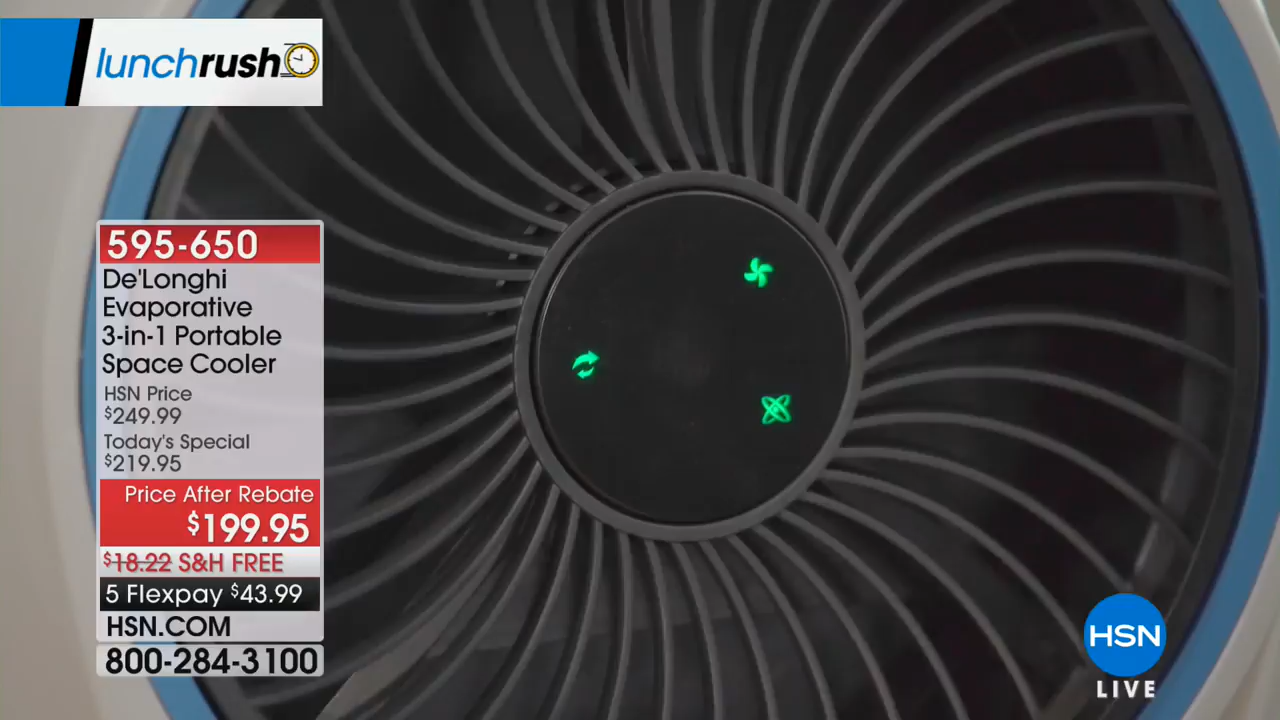 lunchrush
595-650
De'Longhi
Evaporative
3-in-1 Portable
Space Cooler
HSN Price
$249.99
Today's Special
$219.95
Price After Rebate
$199.95
$18.22 S&H FREE
5 Flexpay $43.99
HSN.COM
800-284-3100
HSN
LIVE